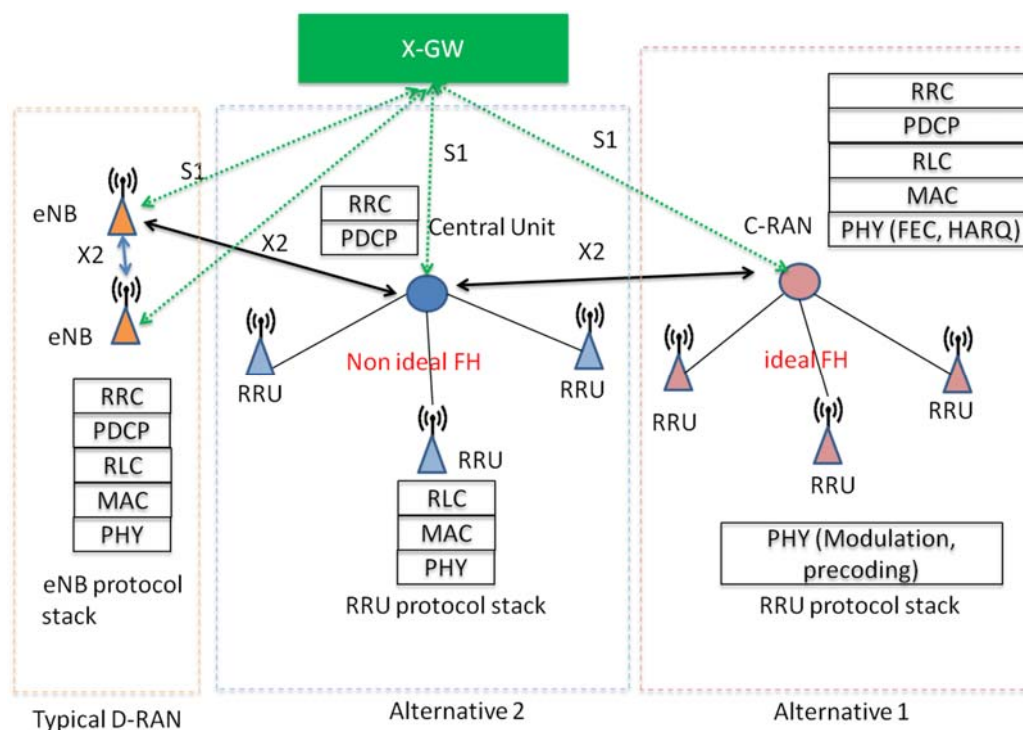 X-GW
S1
S1
S1
eNB
X2
eNB
RRC
PDCP
RLC
MAC
PHY
eNB protocol
stack
Typical D-RAN
RRC
PDCP
Central Unit
X2
X2
RRU
Non ideal FH
RRU
RRU
RLC
MAC
PHY
RRU protocol stack
Alternative 2
RRC
PDCP
RLC
MAC
PHY (FEC, HARQ)
C-RAN
ideal FH
RRU
RRU
RRU
PHY (Modulation,
precoding)
RRU protocol stack
Alternative 1